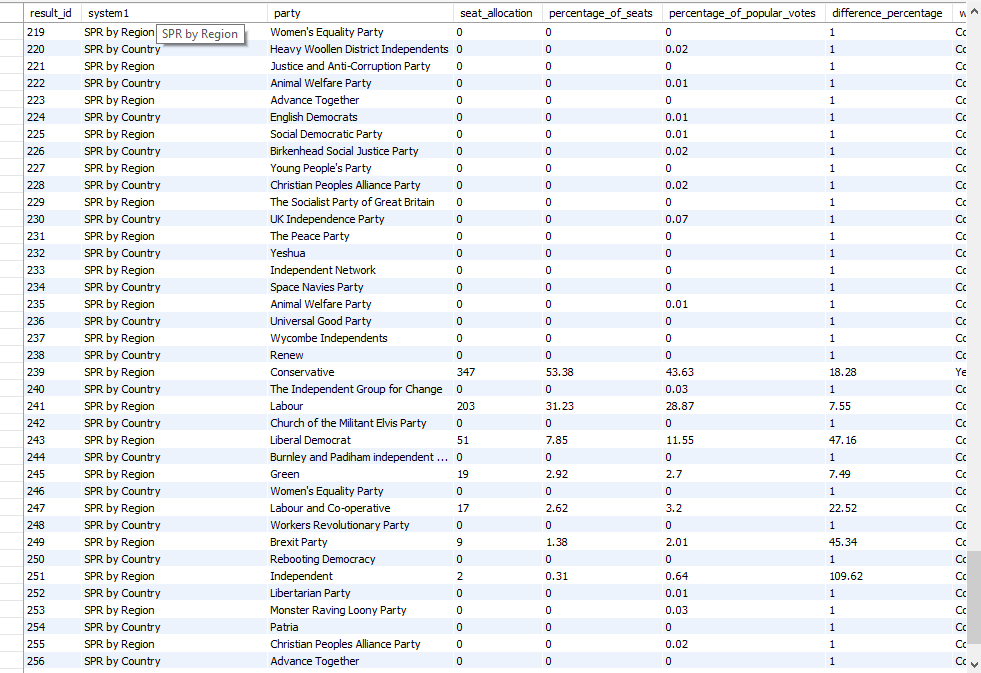 result_id system1 party seat_allocation percentage_of_seats percentage_of_popular_votes difference_percentage w
219 SPR by Region SPR by Region Women's Equality Party 0 0 0 1 Co
220 SPR by Country Heavy Woollen District Independents 0 0 0.02 1 Co
221 SPR by Region Justice and Anti-Corruption Party 0 0 0 1 Co
222 SPR by Country Animal Welfare Party 0 0 0.01 1 Co
223 SPR by Region Advance Together 0 0 0 1 Co
224 SPR by Country English Democrats 0 0 0.01 1 Co
225 SPR by Region Social Democratic Party 0 0 0.01 1 Co
226 SPR by Country Birkenhead Social Justice Party 0 0 0.02 1 Co
227 SPR by Region Young People's Party 0 0 0 1 Co
228 SPR by Country Christian Peoples Alliance Party 0 0 0.02 1 Co
229 SPR by Region The Socialist Party of Great Britain 0 0 0 1 Co
230 SPR by Country UK Independence Party 0 0 0.07 1 Co
231 SPR by Region The Peace Party 0 0 0 1 Co
232 SPR by Country Yeshua 0 0 0 1 Co
233 SPR by Region Independent Network 0 0 0 1 Co
234 SPR by Country Space Navies Party 0 0 0 1 Co
235 SPR by Region Animal Welfare Party 0 0 0.01 1 Co
236 SPR by Country Universal Good Party 0 0 0 1 Co
237 SPR by Region Wycombe Independents 0 0 0 1 Co
238 SPR by Country Renew 0 0 0 1 Co
239 SPR by Region Conservative 347 53.38 43.63 18.28 Ye
240 SPR by Country The Independent Group for Change 0 0 0.03 1 Co
241 SPR by Region Labour 203 31.23 28.87 7.55 Co
242 SPR by Country Church of the Militant Elvis Party 0 0 0 1 Co
243 SPR by Region Liberal Democrat 51 7.85 11.55 47.16 Co
244 SPR by Country Burnley and Padiham independent ... 0 0 0 1 Co
245 SPR by Region Green 19 2.92 2.7 7.49 Co
246 SPR by Country Women's Equality Party 0 0 0 1 Co
247 SPR by Region Labour and Co-operative 17 2.62 3.2 22.52 Co
248 SPR by Country Workers Revolutionary Party 0 0 0 1 Co
249 SPR by Region Brexit Party 9 1.38 2.01 45.34 Co
250 SPR by Country Rebooting Democracy 0 0 0 1 Co
251 SPR by Region Independent 2 0.31 0.64 109.62 Co
252 SPR by Country Libertarian Party 0 0 0.01 1 Co
253 SPR by Region Monster Raving Loony Party 0 0 0.03 1 Co
254 SPR by Country Patria 0 0 0 1 Co
255 SPR by Region Christian Peoples Alliance Party 0 0 0.02 1 Co
256 SPR by Country Advance Together 0 0 0 1 Co